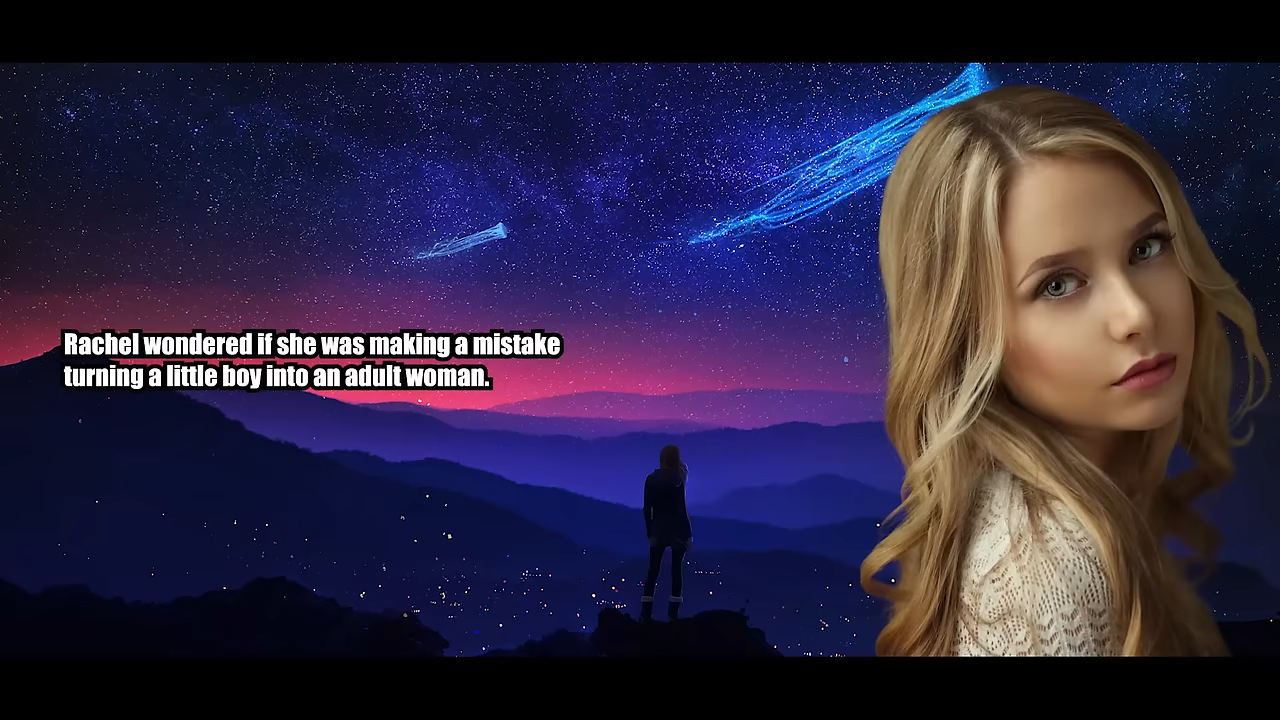 Rachel wondered if she was making a mistake
turning a little boy into an adult woman.